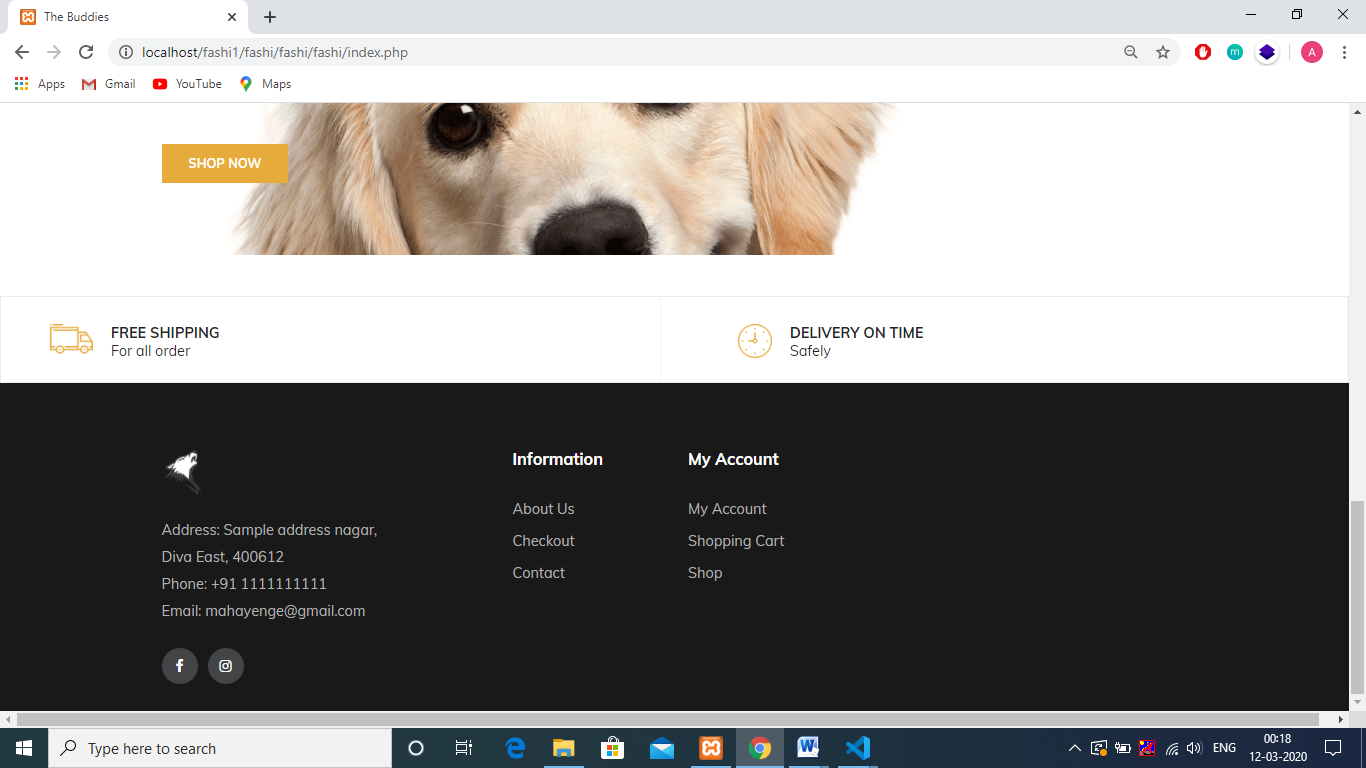 The Buddies
localhost/fashi1/fashi/fashi/fashi/index.php
m
A
Apps
Gmail
YouTube
Maps
SHOP NOW
FREE SHIPPING
For all order
DELIVERY ON TIME
Safely
Information
My Account
Address: Sample address nagar,
Diva East, 400612
Phone: +91 1111111111
Email: mahayenge@gmail.com
About Us
Checkout
Contact
My Account
Shopping Cart
Shop
Type here to search
ENG
00:18
12-03-2020